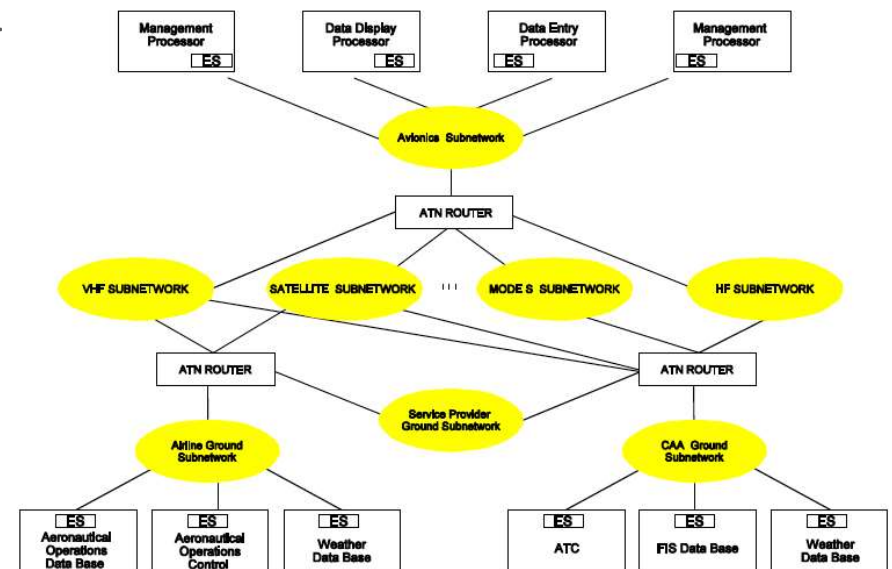 Management
Processor
ES
Data Display
Processor
ES
Data Entry
Processor
ES
Management
Processor
ES
Avionics Subnetwork
ATN ROUTER
VHF SUBNETWORK
SATELLITE SUBNETWORK
MODE S SUBNETWORK
HF SUBNETWORK
ATN ROUTER
ATN ROUTER
Service Provider
Ground Subnetwork
Airline Ground
Subnetwork
CAA Ground
Subnetwork
ES
Aeronautical
Operations
Data Base
ES
Aeronautical
Operations
Control
ES
Weather
Data Base
ES
ATC
ES
FIS Data Base
ES
Weather
Data Base